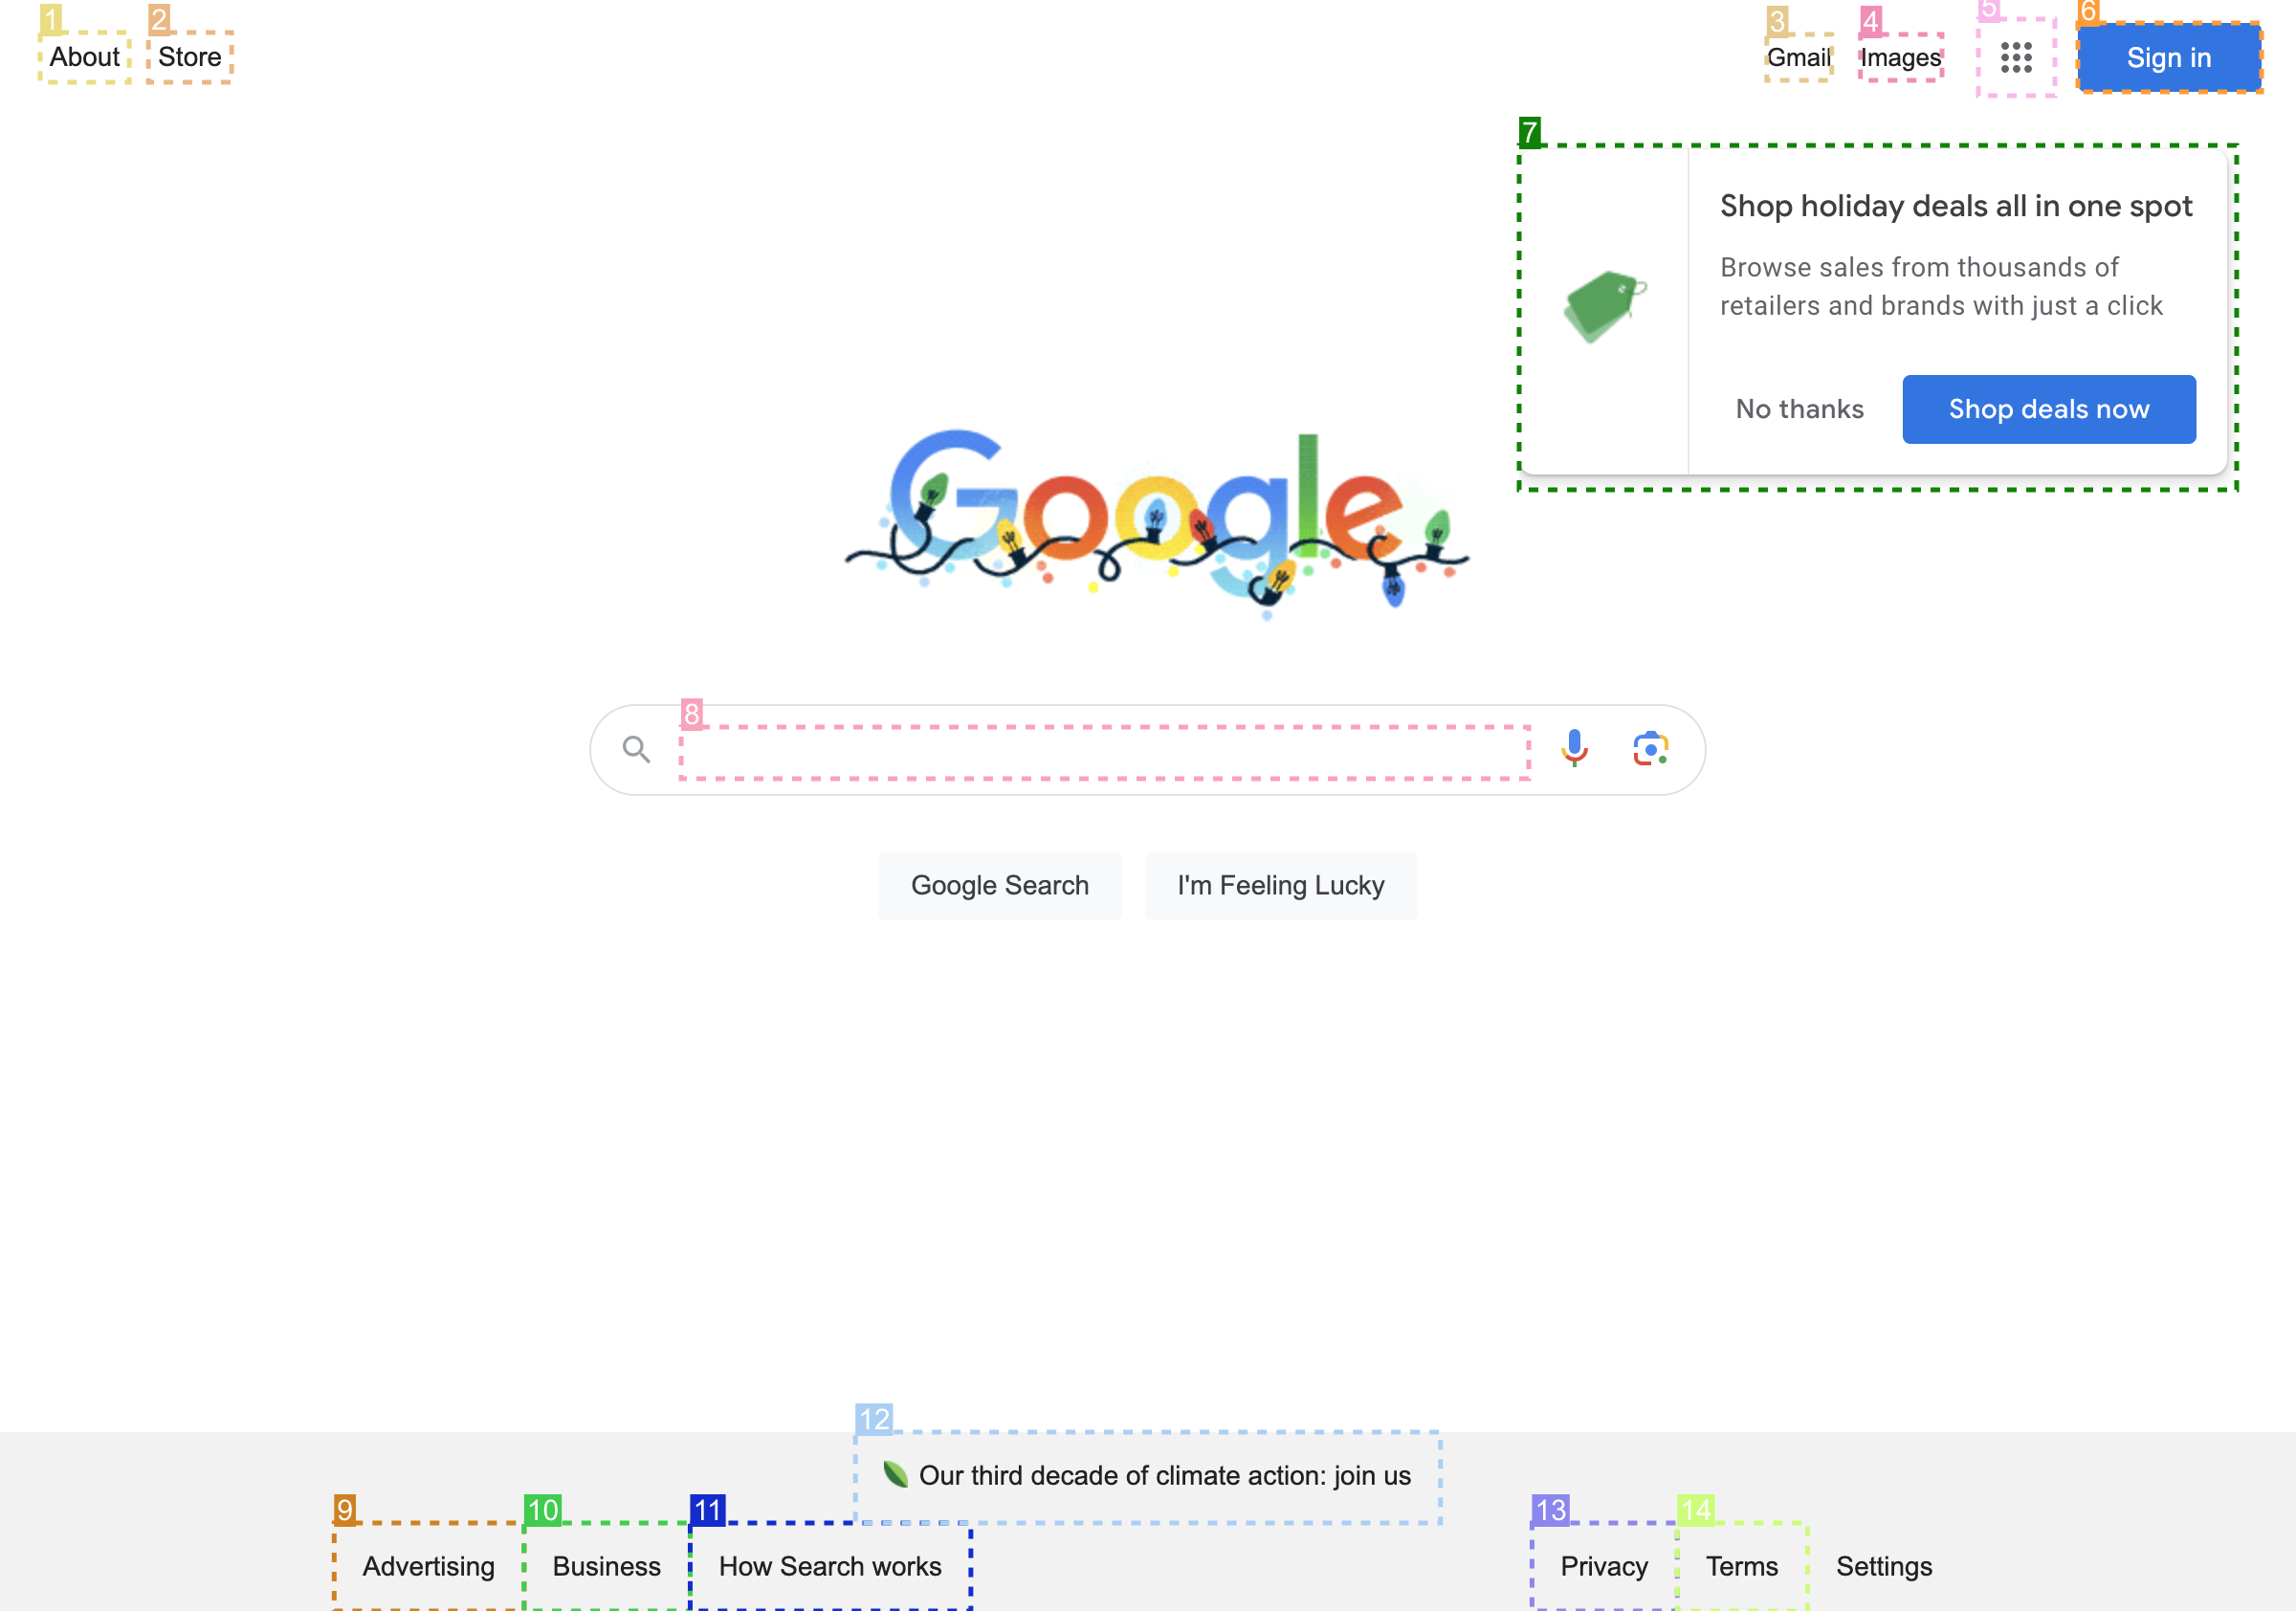 1
2
3
4
5
6
About
Store
Gmail
Images
Sign in
7
Shop holiday deals all in one spot
Browse sales from thousands of
retailers and brands with just a click
No thanks
Shop deals now
Google
8
Google Search
I'm Feeling Lucky
12
Our third decade of climate action: join us
9
10
11
13
14
Advertising
Business
How Search works
Privacy
Terms
Settings